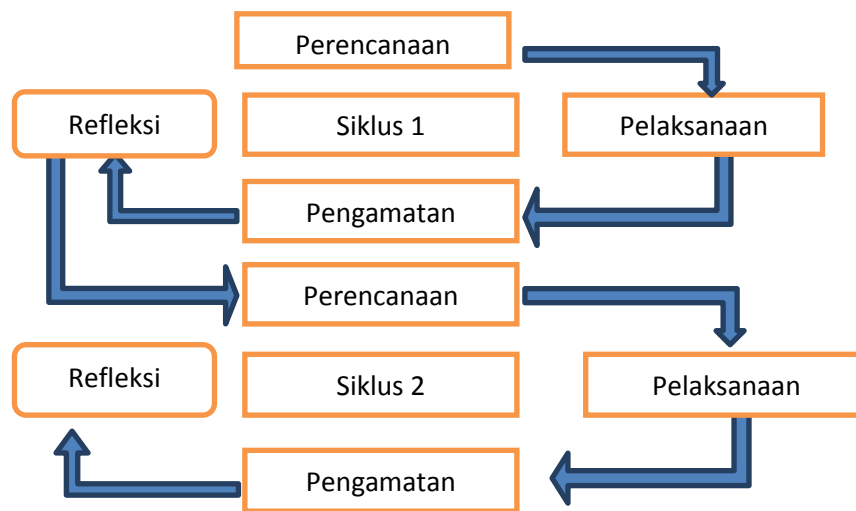 Perencanaan
Refleksi
Siklus 1
Pelaksanaan
Pengamatan
Perencanaan
Refleksi
Siklus 2
Pelaksanaan
Pengamatan